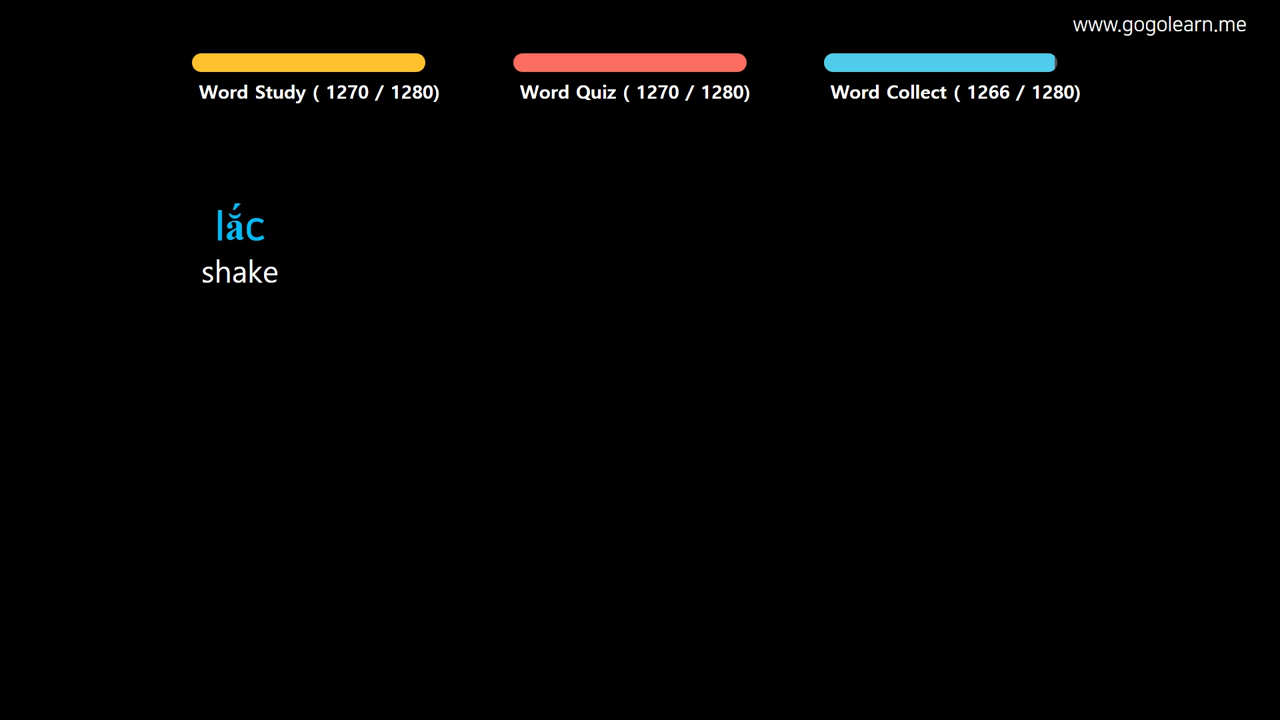 www.gogolearn.me
Word Study ( 1270 / 1280)
Word Quiz ( 1270 / 1280)
Word Collect ( 1266 / 1280)
lắc
shake